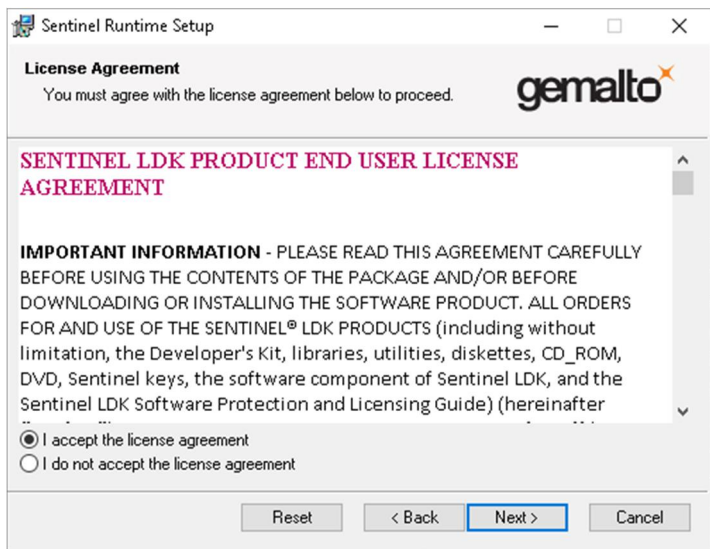 Sentinel Runtime Setup
License Agreement
You must agree with the license agreement below to proceed.
gemalto
SENTINEL LDK PRODUCT END USER LICENSE
AGREEMENT
IMPORTANT INFORMATION - PLEASE READ THIS AGREEMENT CAREFULLY
BEFORE USING THE CONTENTS OF THE PACKAGE AND/OR BEFORE
DOWNLOADING OR INSTALLING THE SOFTWARE PRODUCT. ALL ORDERS
FOR AND USE OF THE SENTINEL® LDK PRODUCTS (including without
limitation, the Developer's Kit, libraries, utilities, diskettes, CD_ROM,
DVD, Sentinel keys, the software component of Sentinel LDK, and the
Sentinel LDK Software Protection and Licensing Guide) (hereinafter
I accept the license agreement
I do not accept the license agreement
Reset
< Back
Next >
Cancel